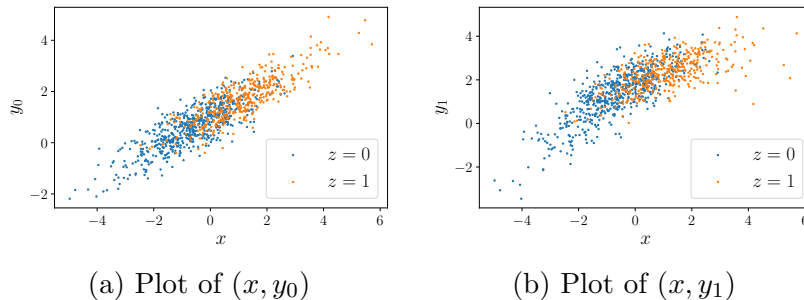 4
2
0
−2
y₀
−4
−2
0
2
4
6
x
z = 0
z = 1
(a) Plot of (x, y₀)
4
2
0
−2
y₁
−4
−2
0
2
4
6
x
z = 0
z = 1
(b) Plot of (x, y₁)